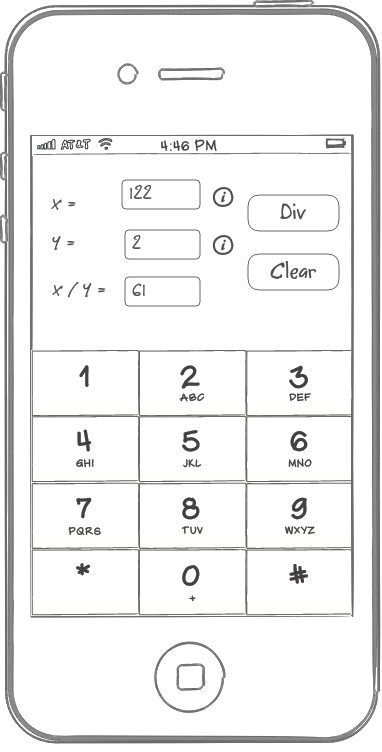 AT&T 4:46 PM
x = 122 i
Div
y = 2 i
Clear
x / y = 61
1 2 3
ABC DEF
4 5 6
GHI JKL MNO
7 8 9
PQRS TUV WXYZ
* 0 #
+